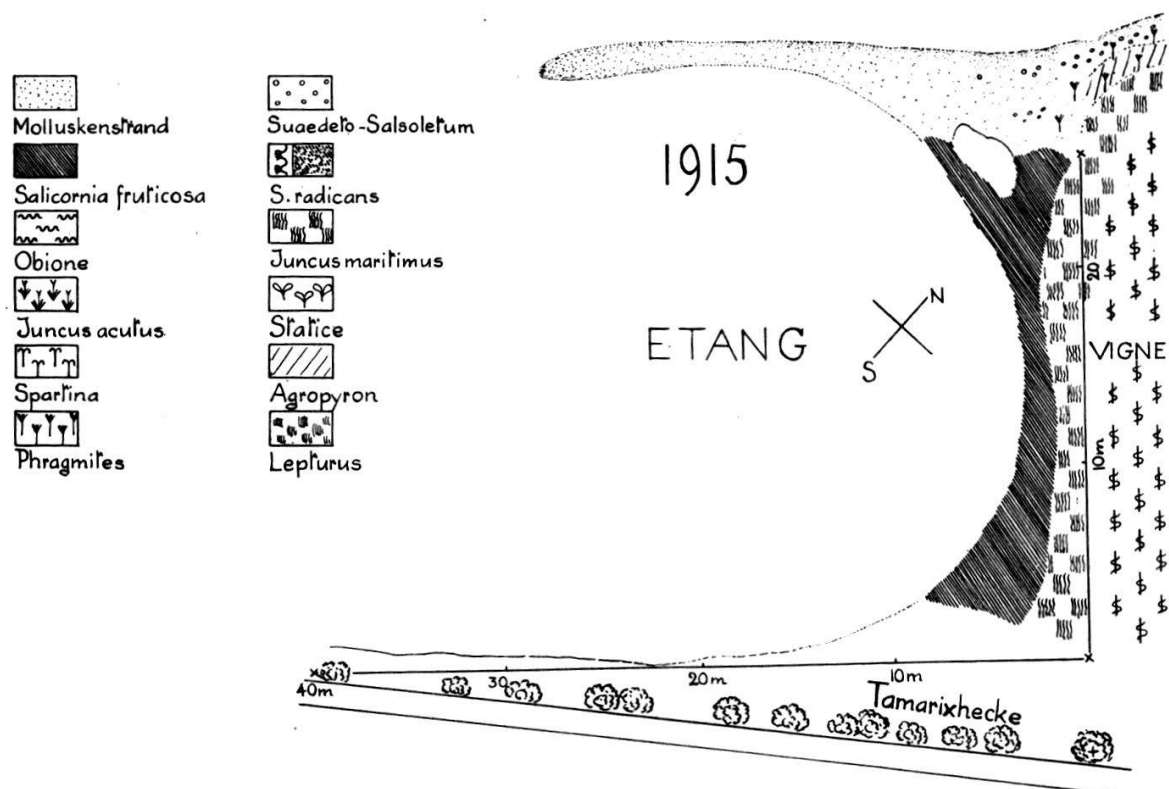 Molluskenstrand
Salicornia fruticosa
Obione
Juncus acutus
Spartina
Phragmites
Suaedeto-Salsoletum
S. radicans
Juncus maritimus
Statice
Agropyron
Lepturus
1915
ETANG
N
S
VIGNE
20
10m
40m
30
20m
10m
Tamarixhecke